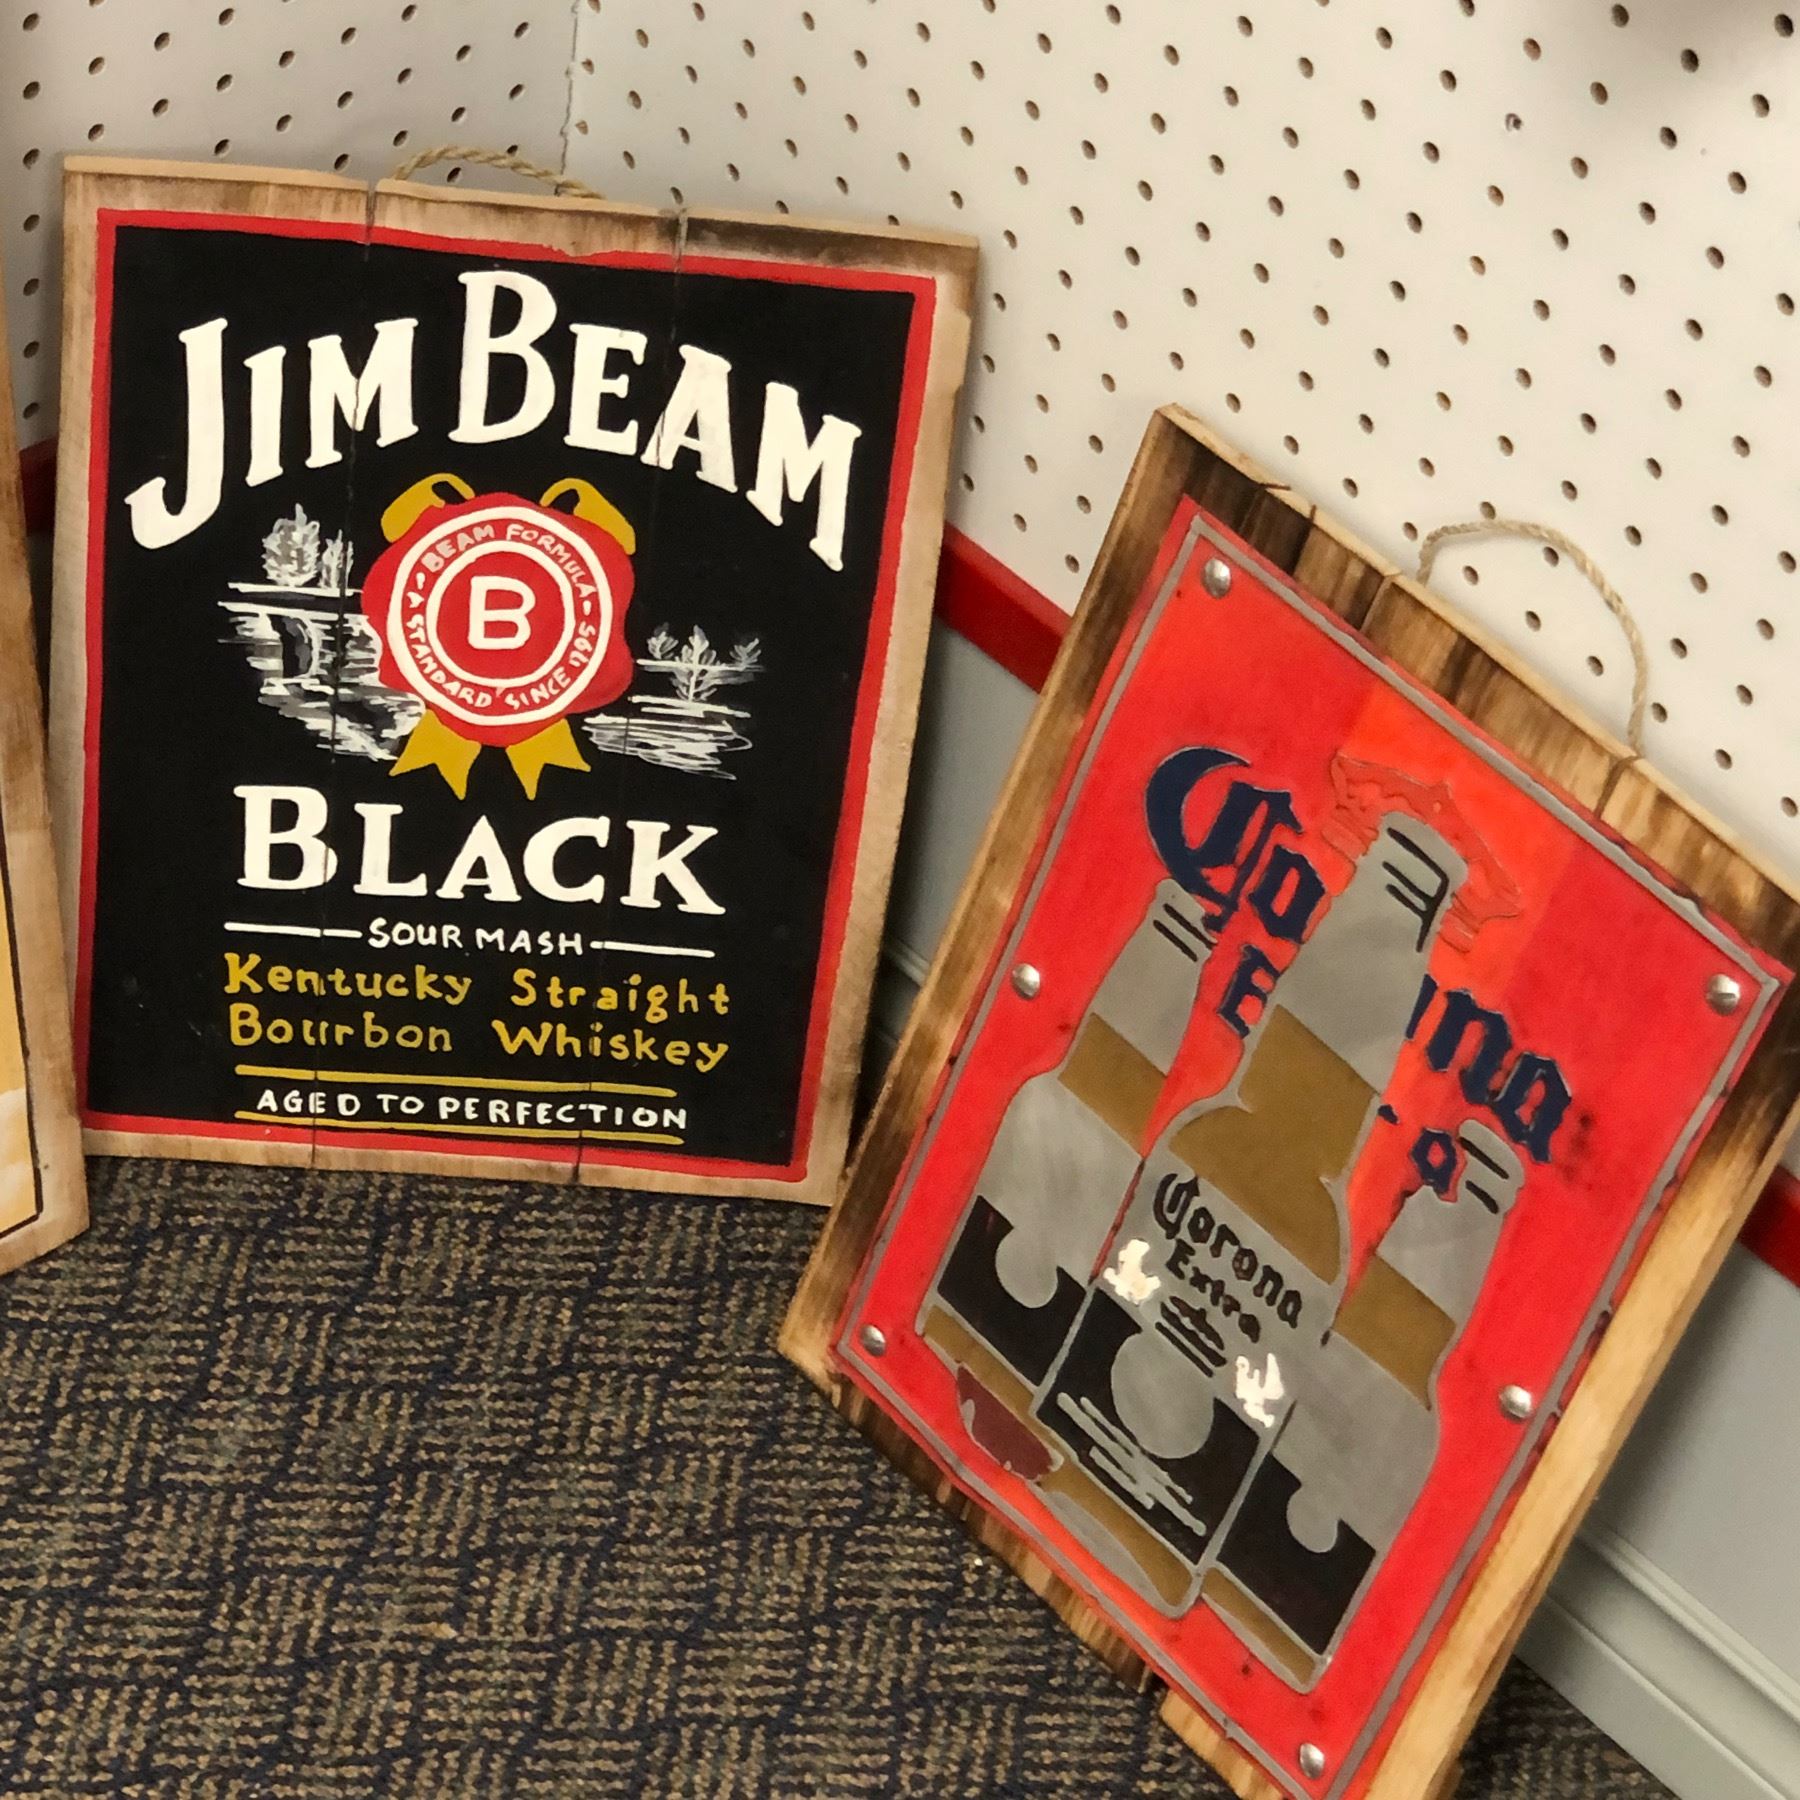 JIM BEAM
BEAM FORMULA
B
A STANDARD SINCE 1795
BLACK
SOUR MASH
Kentucky Straight
Bourbon Whiskey
AGED TO PERFECTION
Corona
E a
Corona
Extra